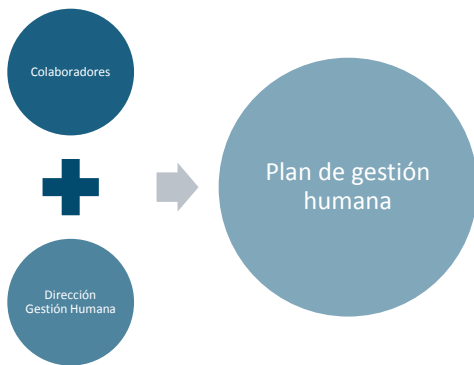 Colaboradores
Plan de gestión
humana
Dirección
Gestión Humana